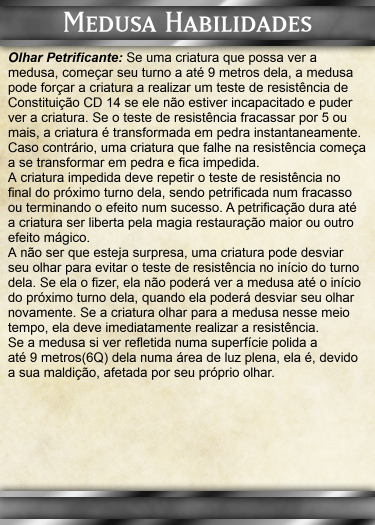 Medusa Habilidades
Olhar Petrificante: Se uma criatura que possa ver a
medusa, começar seu turno a até 9 metros dela, a medusa
pode forçar a criatura a realizar um teste de resistência de
Constituição CD 14 se ele não estiver incapacitado e puder
ver a criatura. Se o teste de resistência fracassar por 5 ou
mais, a criatura é transformada em pedra instantaneamente.
Caso contrário, uma criatura que falhe na resistência começa
a se transformar em pedra e fica impedida.
A criatura impedida deve repetir o teste de resistência no
final do próximo turno dela, sendo petrificada num fracasso
ou terminando o efeito num sucesso. A petrificação dura até
a criatura ser liberta pela magia restauração maior ou outro
efeito mágico.
A não ser que esteja surpresa, uma criatura pode desviar
seu olhar para evitar o teste de resistência no início do turno
dela. Se ela o fizer, ela não poderá ver a medusa até o início
do próximo turno dela, quando ela poderá desviar seu olhar
novamente. Se a criatura olhar para a medusa nesse meio
tempo, ela deve imediatamente realizar a resistência.
Se a medusa si ver refletida numa superfície polida a
até 9 metros(6Q) dela numa área de luz plena, ela é, devido
a sua maldição, afetada por seu próprio olhar.